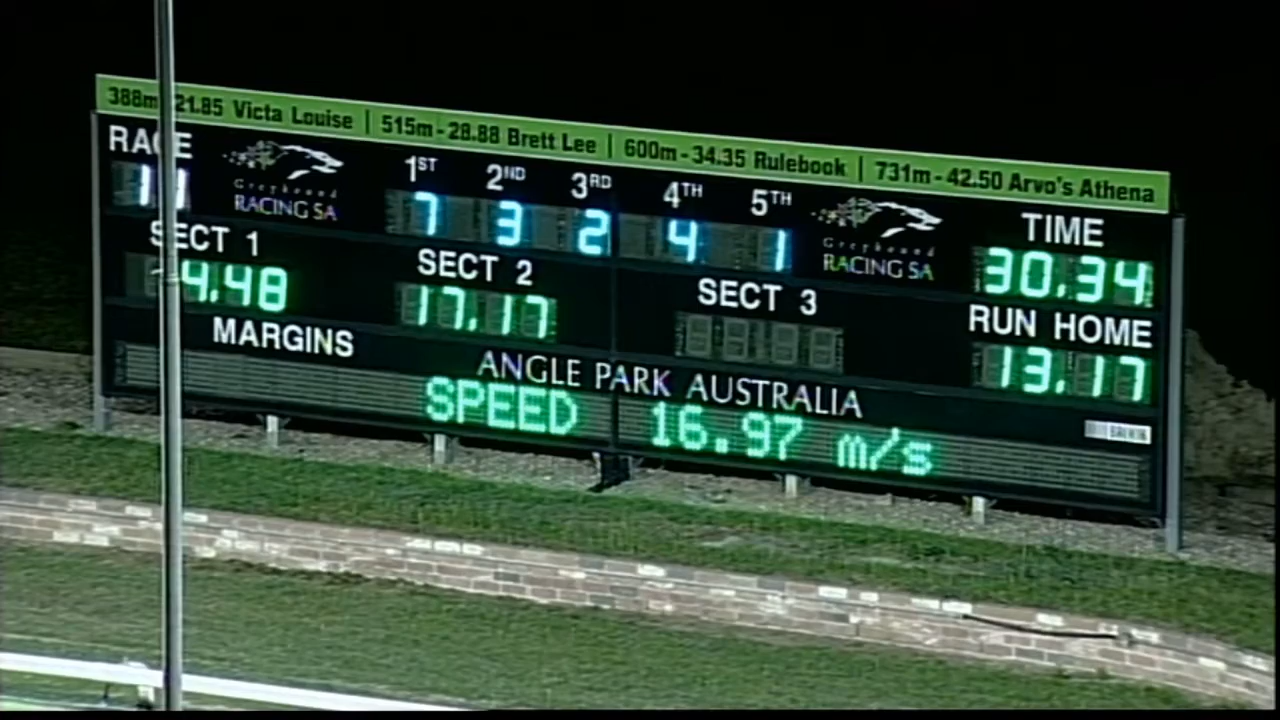 388m 21.85 Victa Louise | 515m - 28.88 Brett Lee | 600m - 34.35 Rulebook | 731m - 42.50 Arvo's Athena
RACE
1ST 2ND 3RD 4TH 5TH
TIME
Greyhound
RACING SA
7 3 2 4 1
Greyhound
RACING SA
30.34
SECT 1
SECT 2
SECT 3
RUN HOME
4.48
17.17
13.17
MARGINS
ANGLE PARK AUSTRALIA
SPEED 16.97 m/s